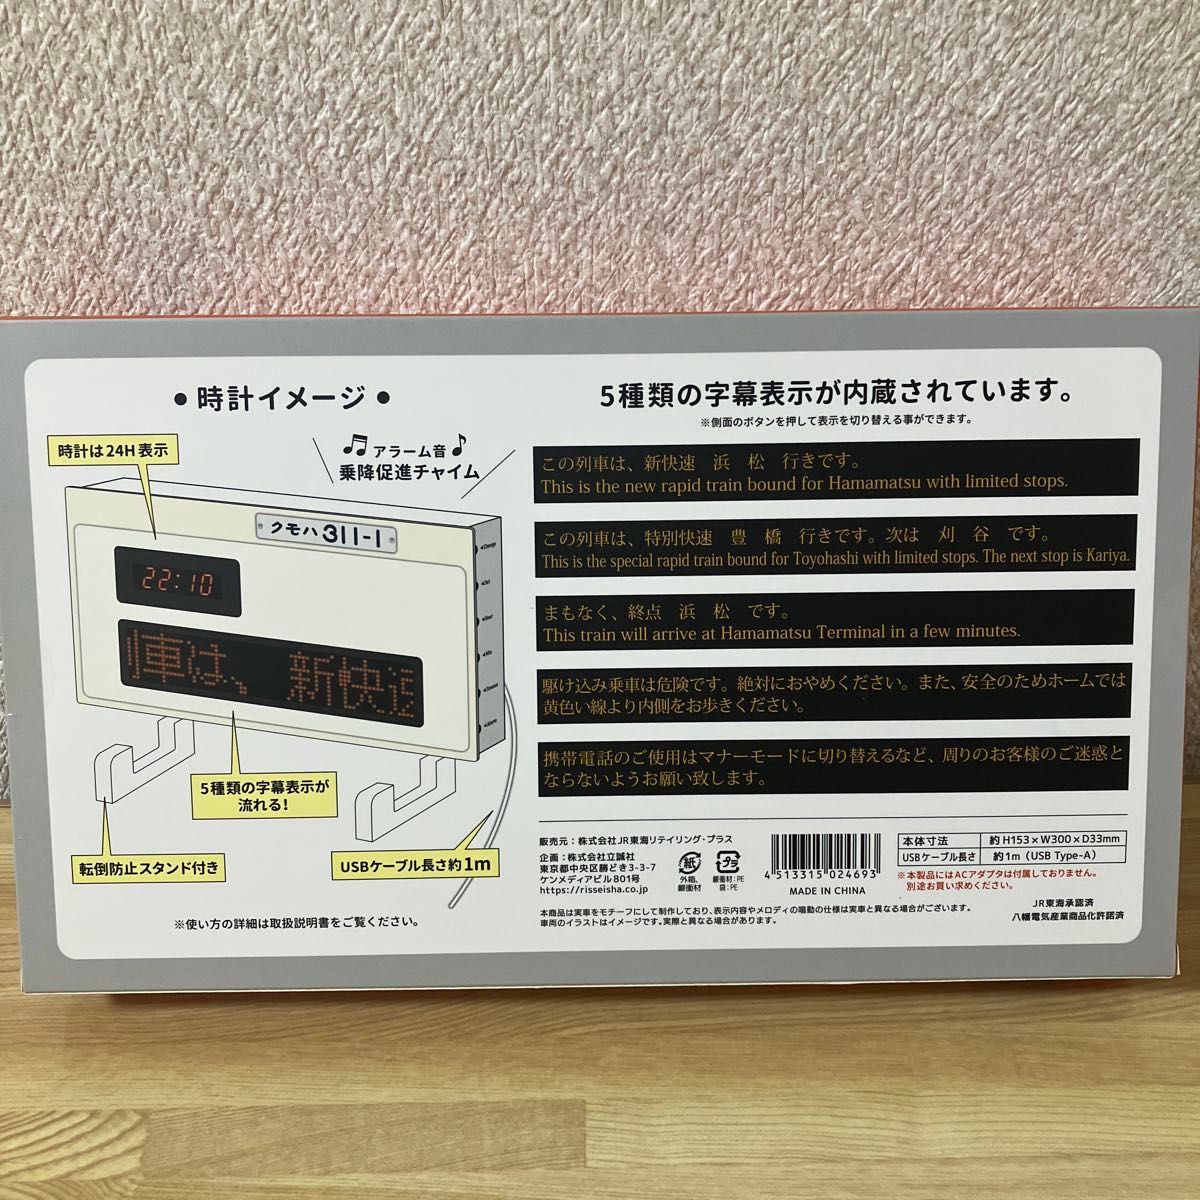 • 時計イメージ •
時計は24H表示
アラーム音
乗降促進チャイム
クモハ 311-1
22:10
車は、 新快速
Change
Set
Hour
Min
Alarm
5種類の字幕表示が
流れる!
転倒防止スタンド付き
USBケーブル長さ約1m
※使い方の詳細は取扱説明書をご覧ください。
5種類の字幕表示が内蔵されています。
※側面のボタンを押して表示を切り替える事ができます。
この列車は、新快速 浜 松 行きです。
This is the new rapid train bound for Hamamatsu with limited stops.
この列車は、特別快速 豊 橋 行きです。次は 刈 谷 です。
This is the special rapid train bound for Toyohashi with limited stops. The next stop is Kariya.
まもなく、終点 浜 松 です。
This train will arrive at Hamamatsu Terminal in a few minutes.
駆け込み乗車は危険です。絶対におやめください。また、安全のためホームでは
黄色い線より内側をお歩きください。
携帯電話のご使用はマナーモードに切り替えるなど、周りのお客様のご迷惑と
ならないようお願い致します。
販売元:株式会社JR東海リテイリング・プラス
企画:株式会社立誠社
東京都中央区勝どき3-3-7
ケンメディアビル801号
https://risseisha.co.jp
紙
外箱、
緩衝材
プラ
緩衝材:PE
袋:PE
4 513315 024693
MADE IN CHINA
本体寸法 約H153×W300×D33mm
USBケーブル長さ 約1m(USB Type-A)
※本製品にはACアダプタは付属しておりません。
別途お買い求めください。
本商品は実車をモチーフにして制作しており、表示内容やメロディの鳴動の仕様は実車と異なる場合がございます。
車両のイラストはイメージです。実際と異なる場合があります。
JR東海承認済
八幡電気産業商品化許諾済